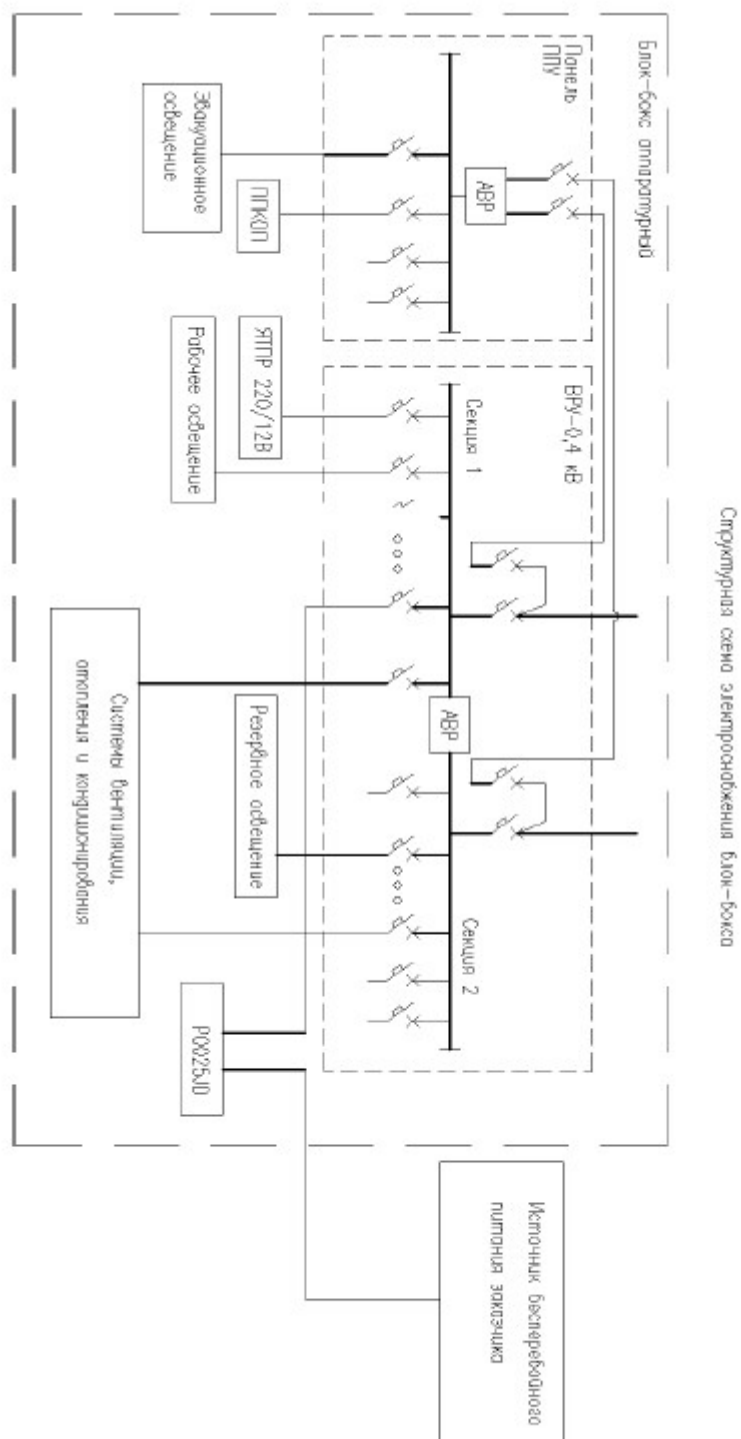 Структурная схема электроснабжения блок-бокса
Блок-бокс аппаратурный
Панель
ППУ
АВР
Эвакуационное
освещение
ППКОП
ВРУ-0,4 кВ
Секция 1
АВР
Секция 2
ЯТПР 220/12В
Рабочее освещение
Резервное освещение
Системы вентиляции,
отопления и кондиционирования
РО025JD
Источник бесперебойного
питания заказчика